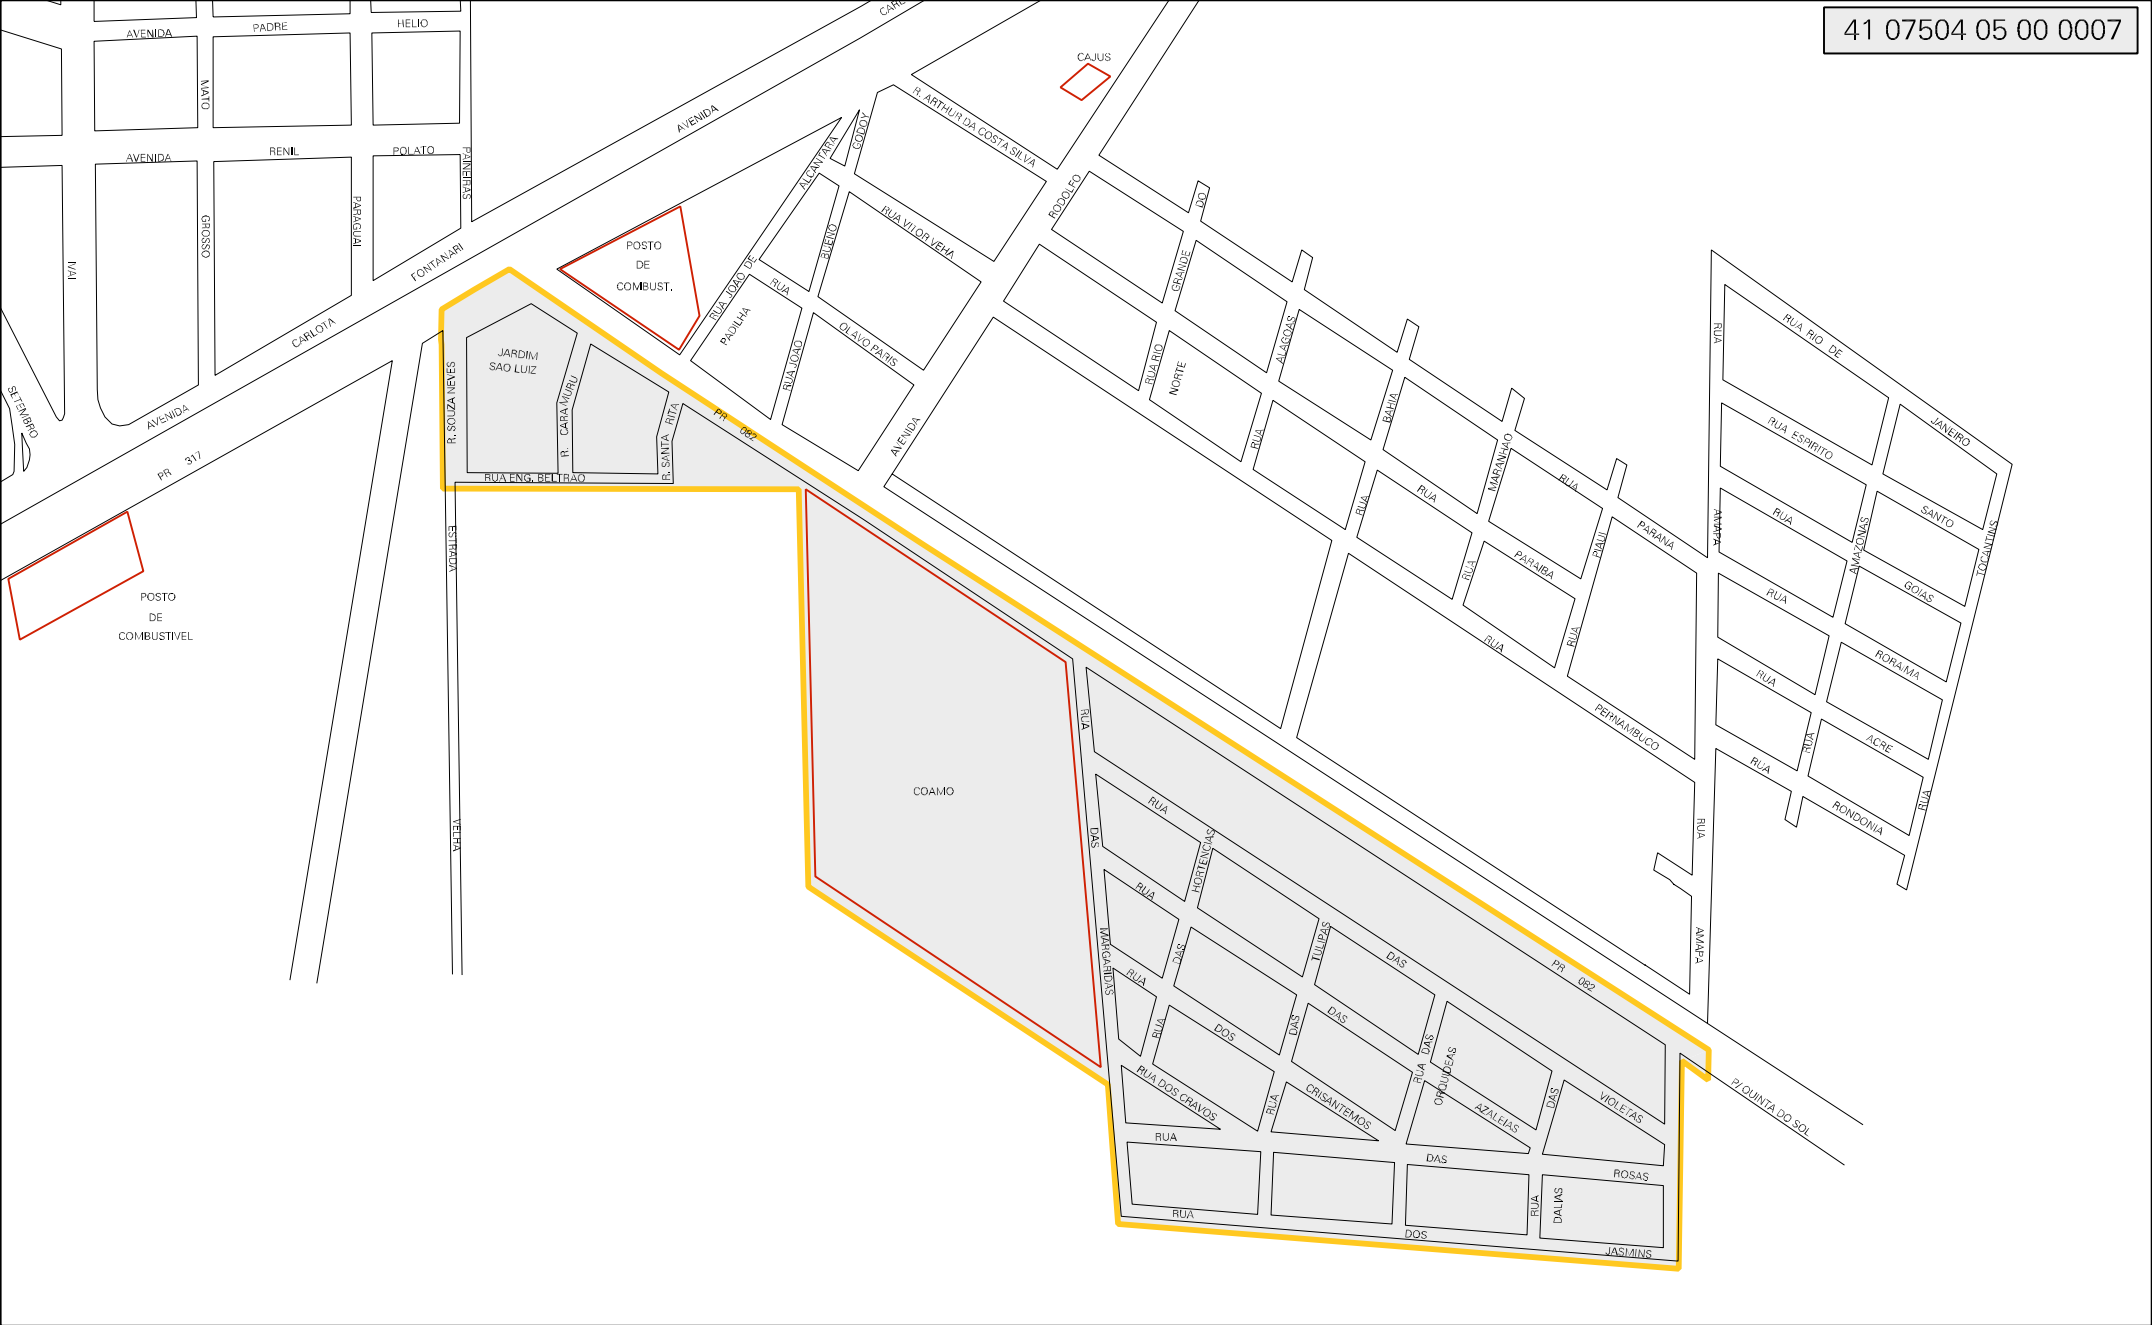 41 07504 05 00 0007
AVENIDA PADRE HELIO
CARL
CAJUS
MATO
AVENIDA
R. ARTHUR DA COSTA SILVA
GODOY
AVENIDA RENIL POLATO
PAINEIRAS
ALCANTARA
RODOLFO
DO
GROSSO
PARAGUAI
RUA VILOR VEHA
BUENO
POSTO
DE
COMBUST.
IVAI
FONTANARI
RUA JOAO DE
PADILHA
RUA
OLAVO PARIS
RUA JOAO
GRANDE
RUA RIO
NORTE
ALAGOAS
RUA
BAHIA
RUA
MARANHAO
RUA
RUA
PARANA
RUA
PARAIBA
PIAUI
RUA
RUA
PERNAMBUCO
RUA
AMAPA
RUA RIO DE
JANEIRO
RUA ESPIRITO
SANTO
RUA
GOIAS
AMAZONAS
RUA
TOCANTINS
RUA
RUA
RORAIMA
RUA
ACRE
RUA
RONDONIA
RUA
AMAPA
CARLOTA
AVENIDA
SETEMBRO
PR 317
AVENIDA
JARDIM
SAO LUIZ
R. SOUZA NEVES
R. CARAMURU
R. SANTA RITA
RUA ENG. BELTRAO
PR 082
ESTRADA
VELHA
POSTO
DE
COMBUSTIVEL
COAMO
RUA
DAS
MARGARIDAS
RUA
DAS
VIOLETAS
RUA
DAS
HORTENCIAS
RUA
DAS
AZALEIAS
RUA
DAS
TULIPAS
RUA
DOS
CRISANTEMOS
RUA DAS
ORQUIDEAS
RUA DOS CRAVOS
RUA
DAS
ROSAS
RUA
DAS
DALIAS
RUA
DOS
JASMINS
PR 082
P/ QUINTA DO SOL